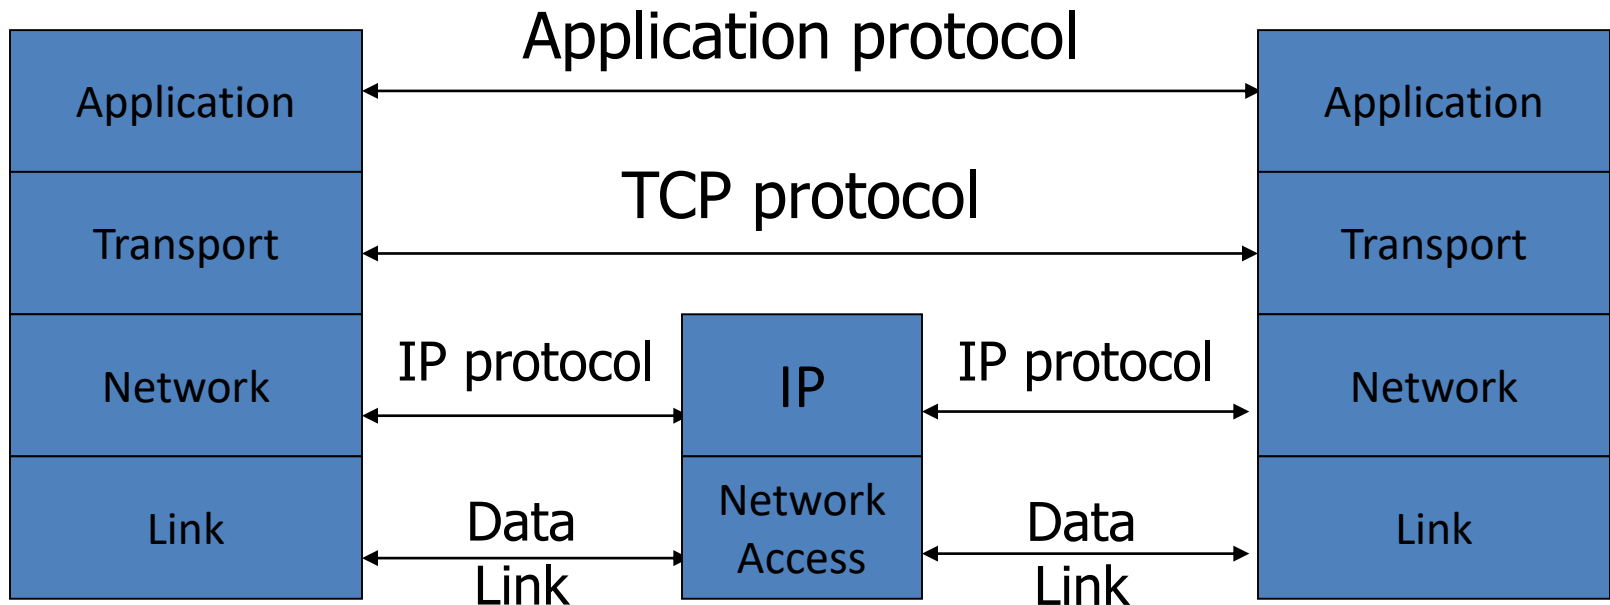 Application protocol
Application
Application
TCP protocol
Transport
Transport
IP protocol
IP protocol
Network
IP
Network
Data
Link
Network
Access
Data
Link
Link
Link